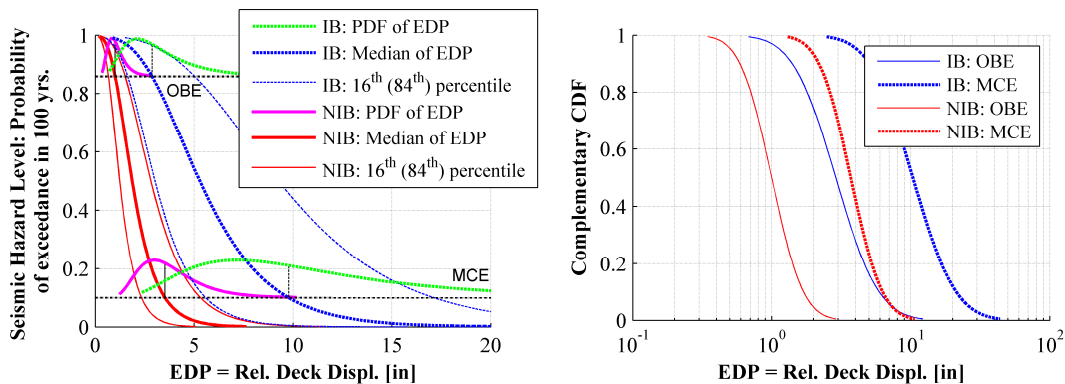 Seismic Hazard Level: Probability
of exceedance in 100 yrs.
1
0.8
0.6
0.4
0.2
0
0
5
10
15
20
EDP = Rel. Deck Displ. [in]
OBE
MCE
IB: PDF of EDP
IB: Median of EDP
IB: 16th (84th) percentile
NIB: PDF of EDP
NIB: Median of EDP
NIB: 16th (84th) percentile
Complementary CDF
1
0.8
0.6
0.4
0.2
0
10-1
100
101
102
EDP = Rel. Deck Displ. [in]
IB: OBE
IB: MCE
NIB: OBE
NIB: MCE